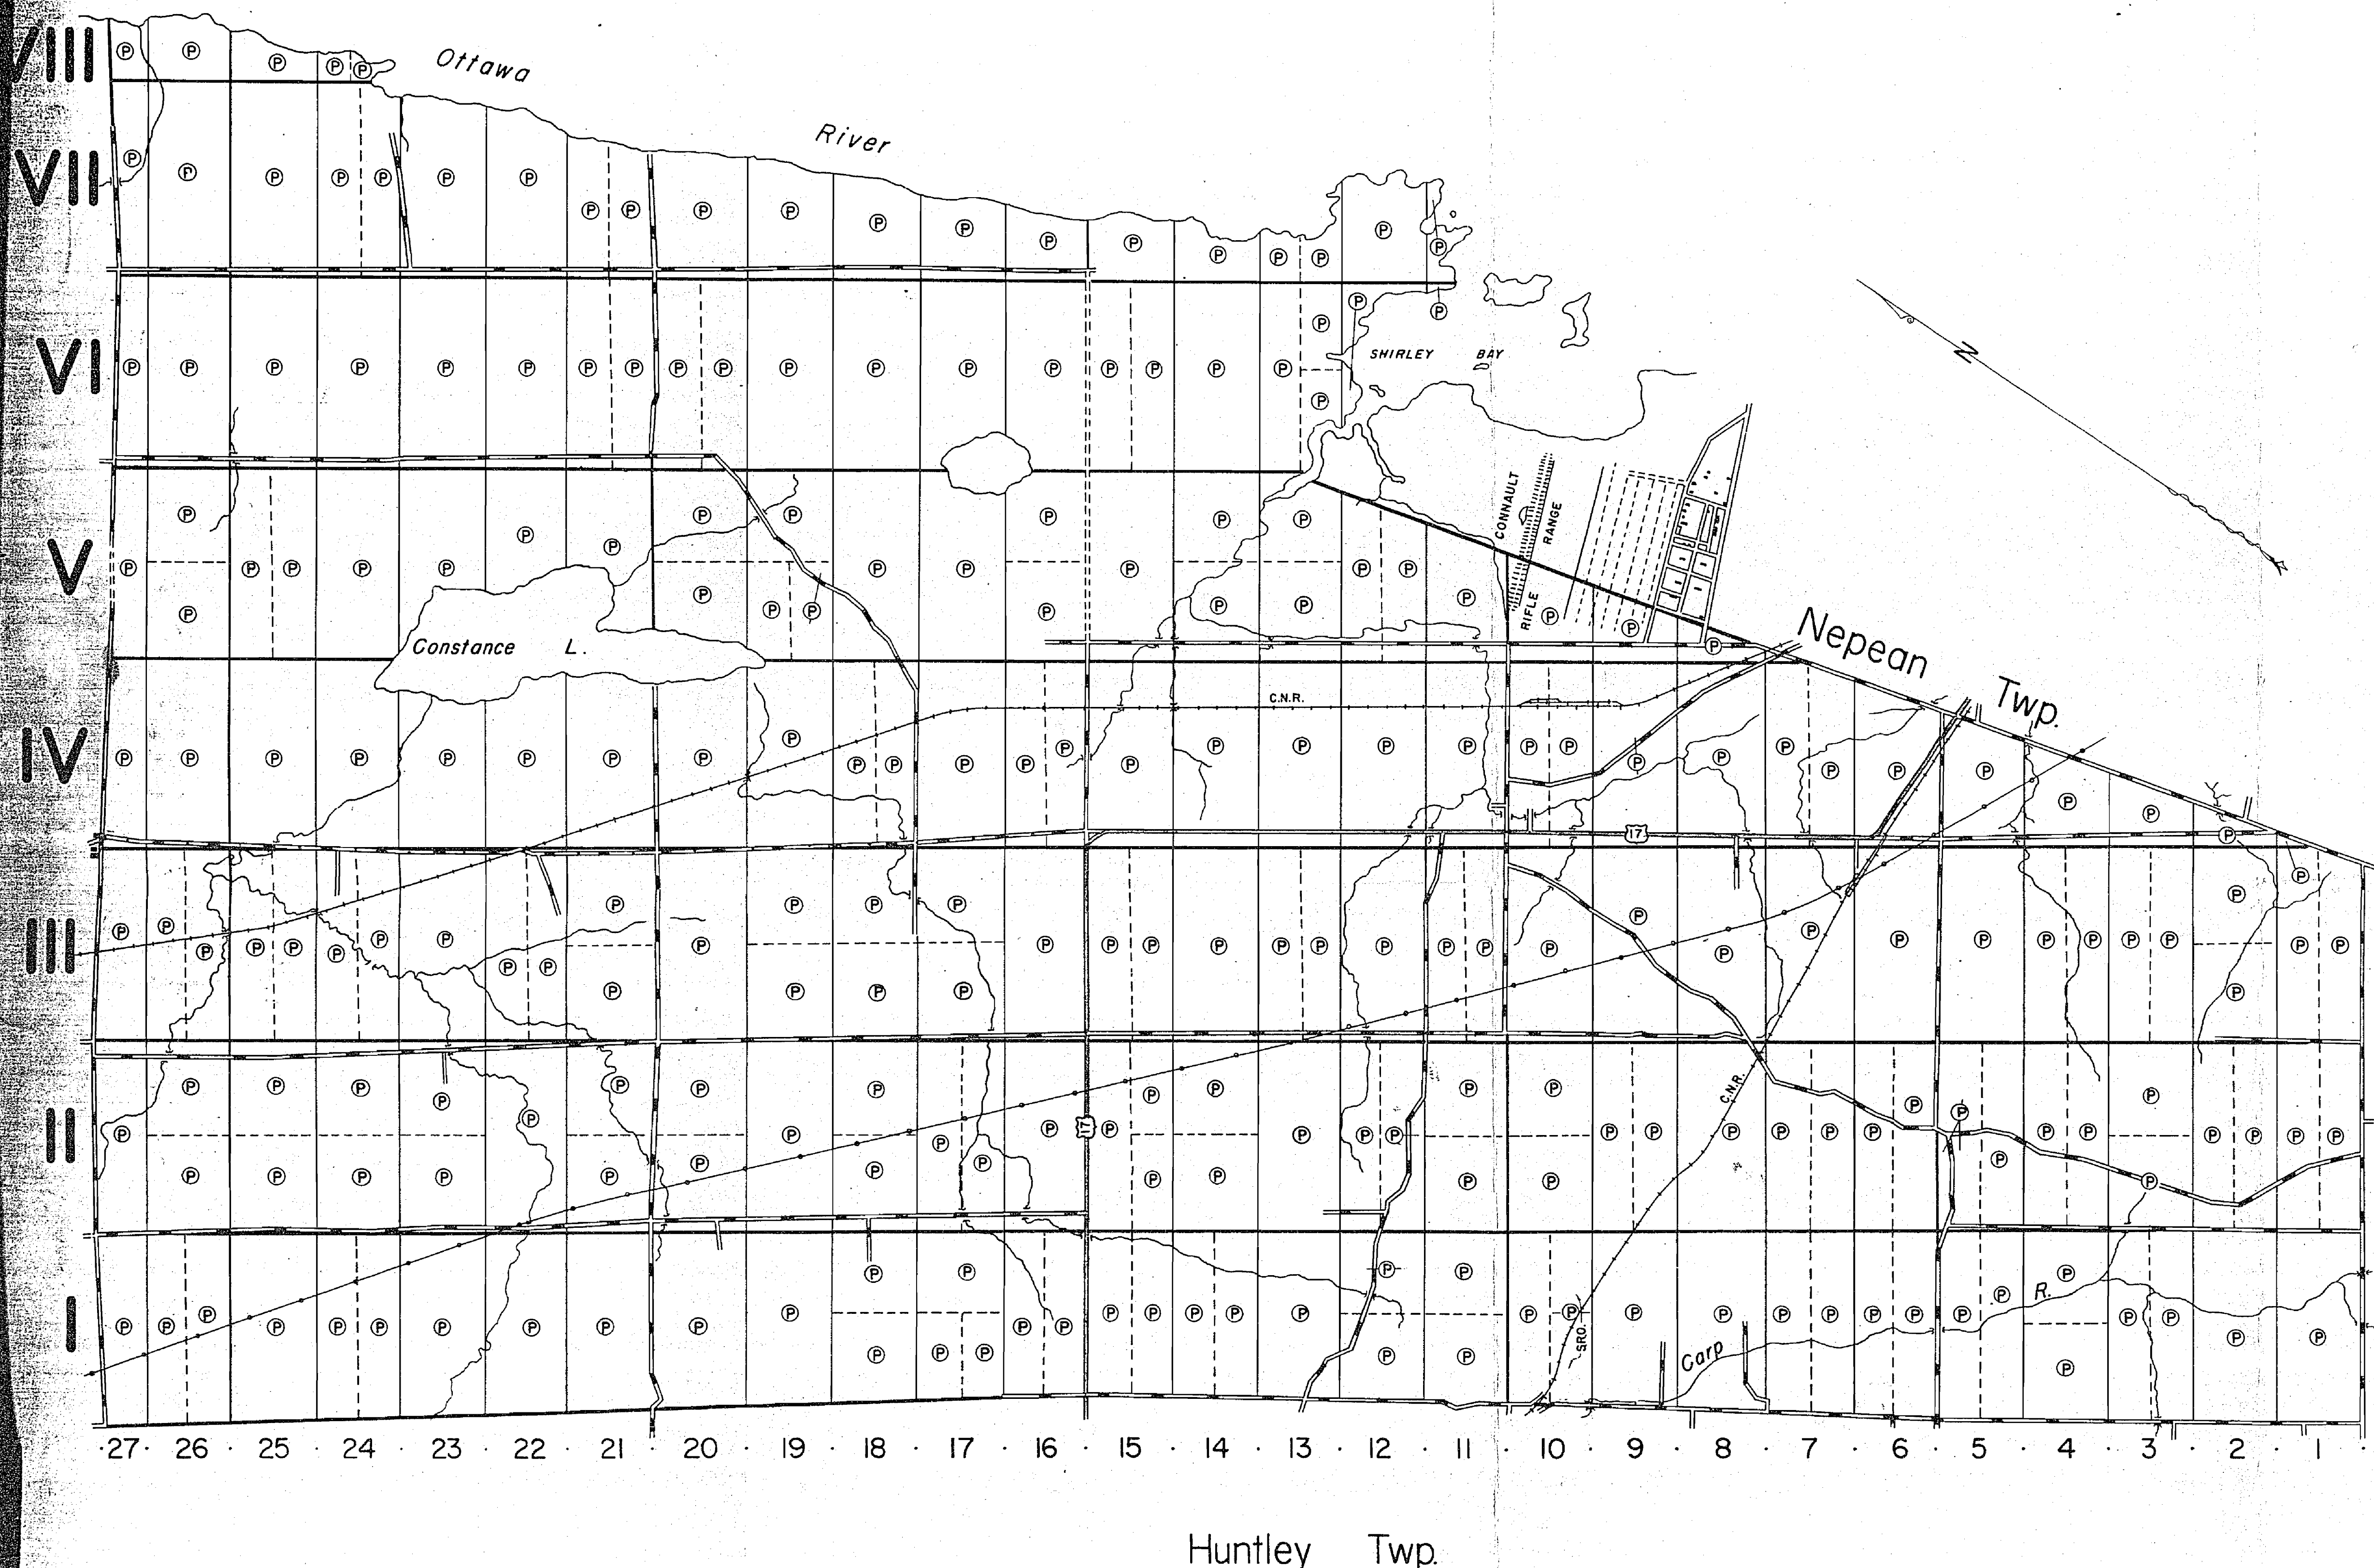 VIII
Ottawa
River
VII
N
VI
SHIRLEY BAY
CONNAULT
RANGE
RIFLE
V
Constance L.
Nepean
Twp.
C.N.R.
IV
17
III
C.N.R.
II
17
R.
I
SRO.
Carp
27 26 25 24 23 22 21 20 19 18 17 16 15 14 13 12 11 10 9 8 7 6 5 4 3 2 1
Huntley Twp.